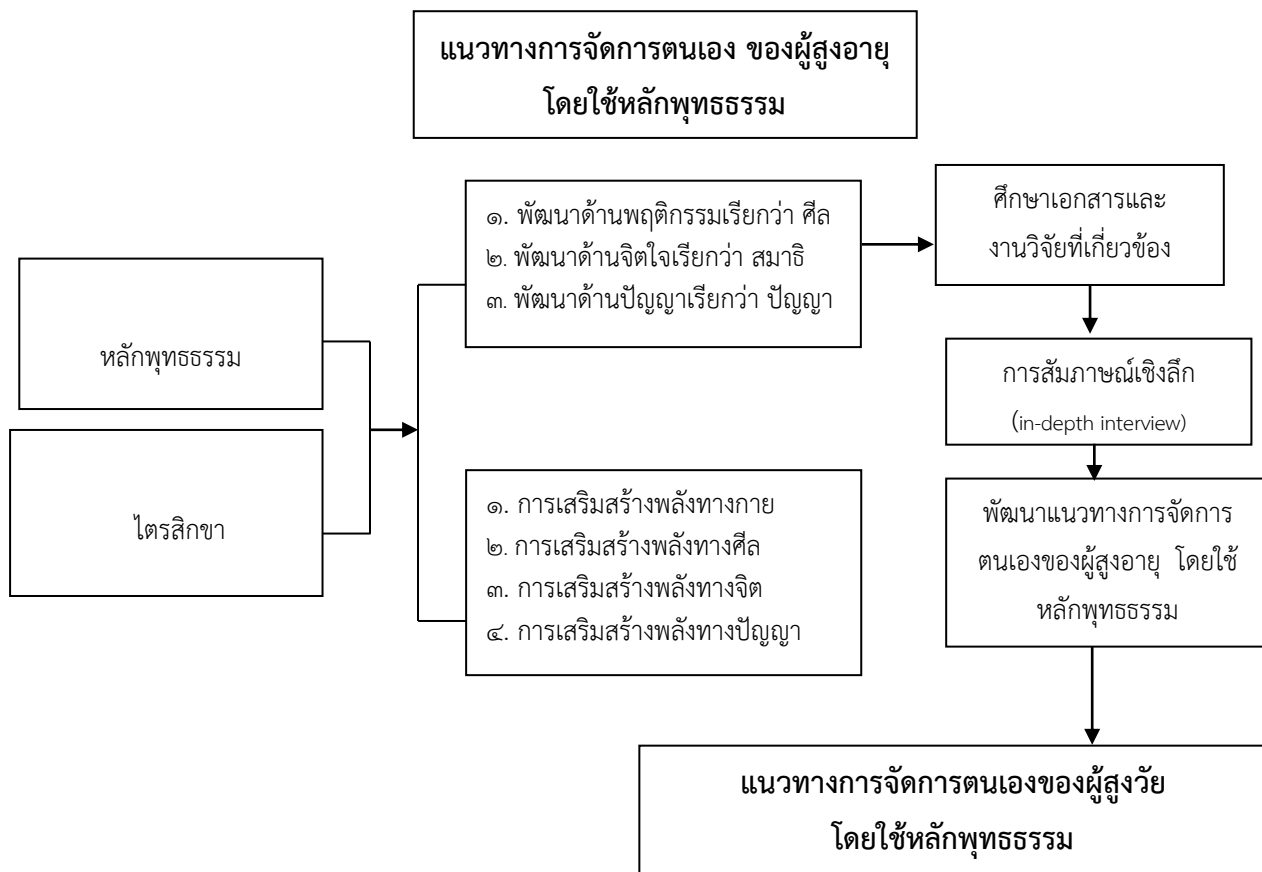 แนวทางการจัดการตนเอง ของผู้สูงอายุ
โดยใช้หลักพุทธธรรม
หลักพุทธธรรม
ไตรสิกขา
๑. พัฒนาด้านพฤติกรรมเรียกว่า ศีล
๒. พัฒนาด้านจิตใจเรียกว่า สมาธิ
๓. พัฒนาด้านปัญญาเรียกว่า ปัญญา
๑. การเสริมสร้างพลังทางกาย
๒. การเสริมสร้างพลังทางศีล
๓. การเสริมสร้างพลังทางจิต
๔. การเสริมสร้างพลังทางปัญญา
ศึกษาเอกสารและ
งานวิจัยที่เกี่ยวข้อง
การสัมภาษณ์เชิงลึก
(in-depth interview)
พัฒนาแนวทางการจัดการ
ตนเองของผู้สูงอายุ โดยใช้
หลักพุทธธรรม
แนวทางการจัดการตนเองของผู้สูงวัย
โดยใช้หลักพุทธธรรม